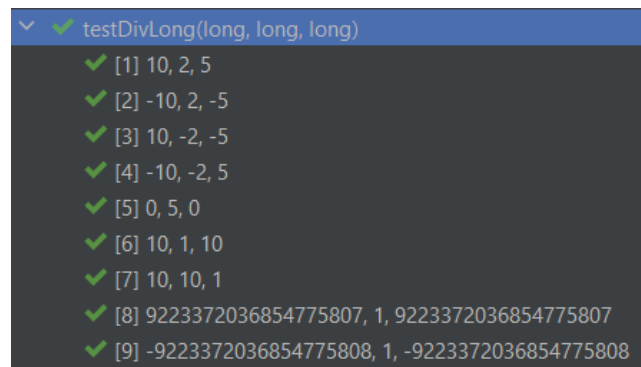 testDivLong(long, long, long)
[1] 10, 2, 5
[2] -10, 2, -5
[3] 10, -2, -5
[4] -10, -2, 5
[5] 0, 5, 0
[6] 10, 1, 10
[7] 10, 10, 1
[8] 9223372036854775807, 1, 9223372036854775807
[9] -9223372036854775808, 1, -9223372036854775808